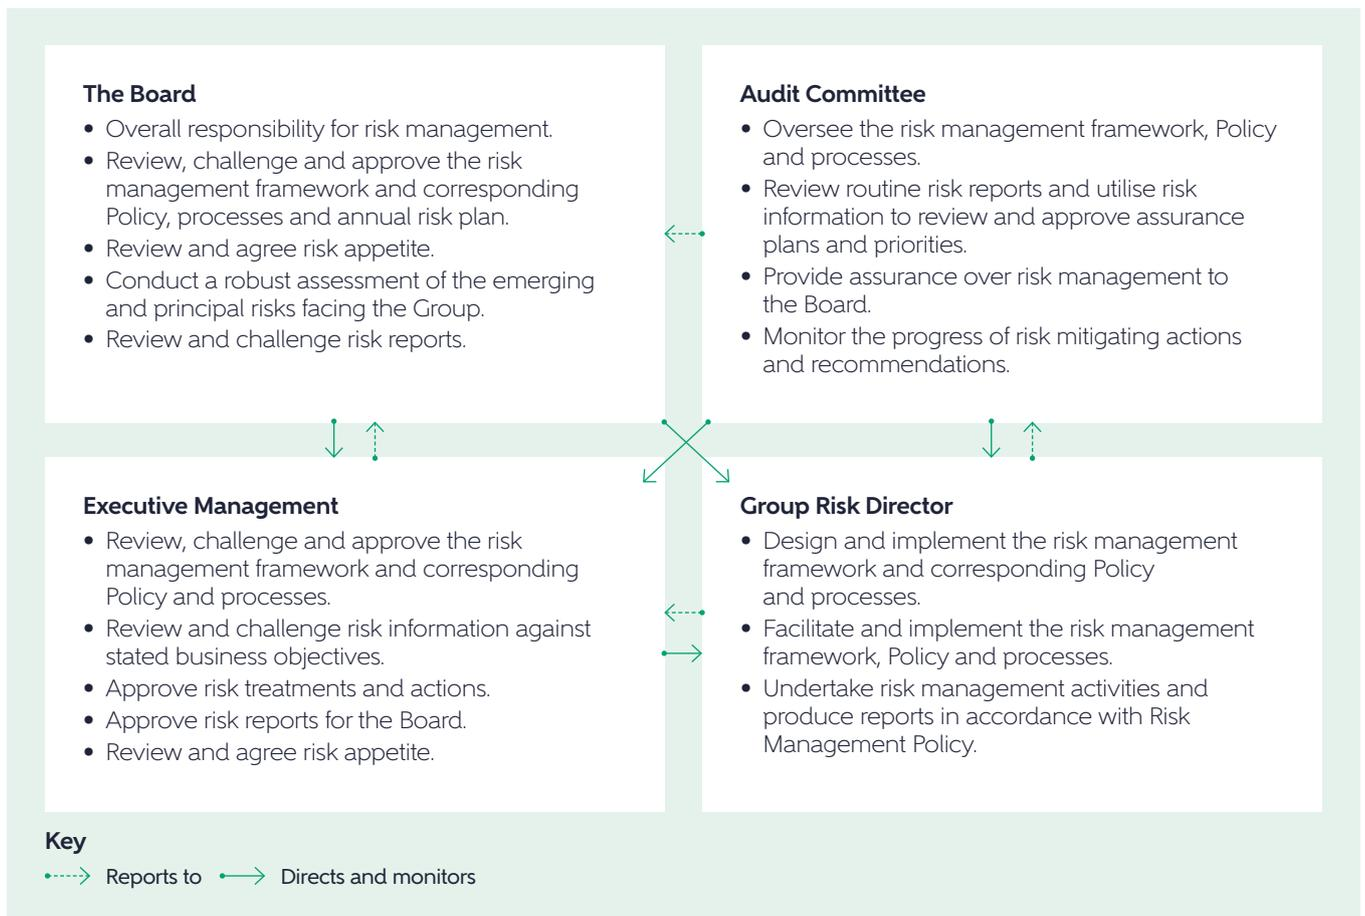 The Board
• Overall responsibility for risk management.
• Review, challenge and approve the risk
management framework and corresponding
Policy, processes and annual risk plan.
• Review and agree risk appetite.
• Conduct a robust assessment of the emerging
and principal risks facing the Group.
• Review and challenge risk reports.
Audit Committee
• Oversee the risk management framework, Policy
and processes.
• Review routine risk reports and utilise risk
information to review and approve assurance
plans and priorities.
• Provide assurance over risk management to
the Board.
• Monitor the progress of risk mitigating actions
and recommendations.
Executive Management
• Review, challenge and approve the risk
management framework and corresponding
Policy and processes.
• Review and challenge risk information against
stated business objectives.
• Approve risk treatments and actions.
• Approve risk reports for the Board.
• Review and agree risk appetite.
Group Risk Director
• Design and implement the risk management
framework and corresponding Policy
and processes.
• Facilitate and implement the risk management
framework, Policy and processes.
• Undertake risk management activities and
produce reports in accordance with Risk
Management Policy.
Key
Reports to
Directs and monitors